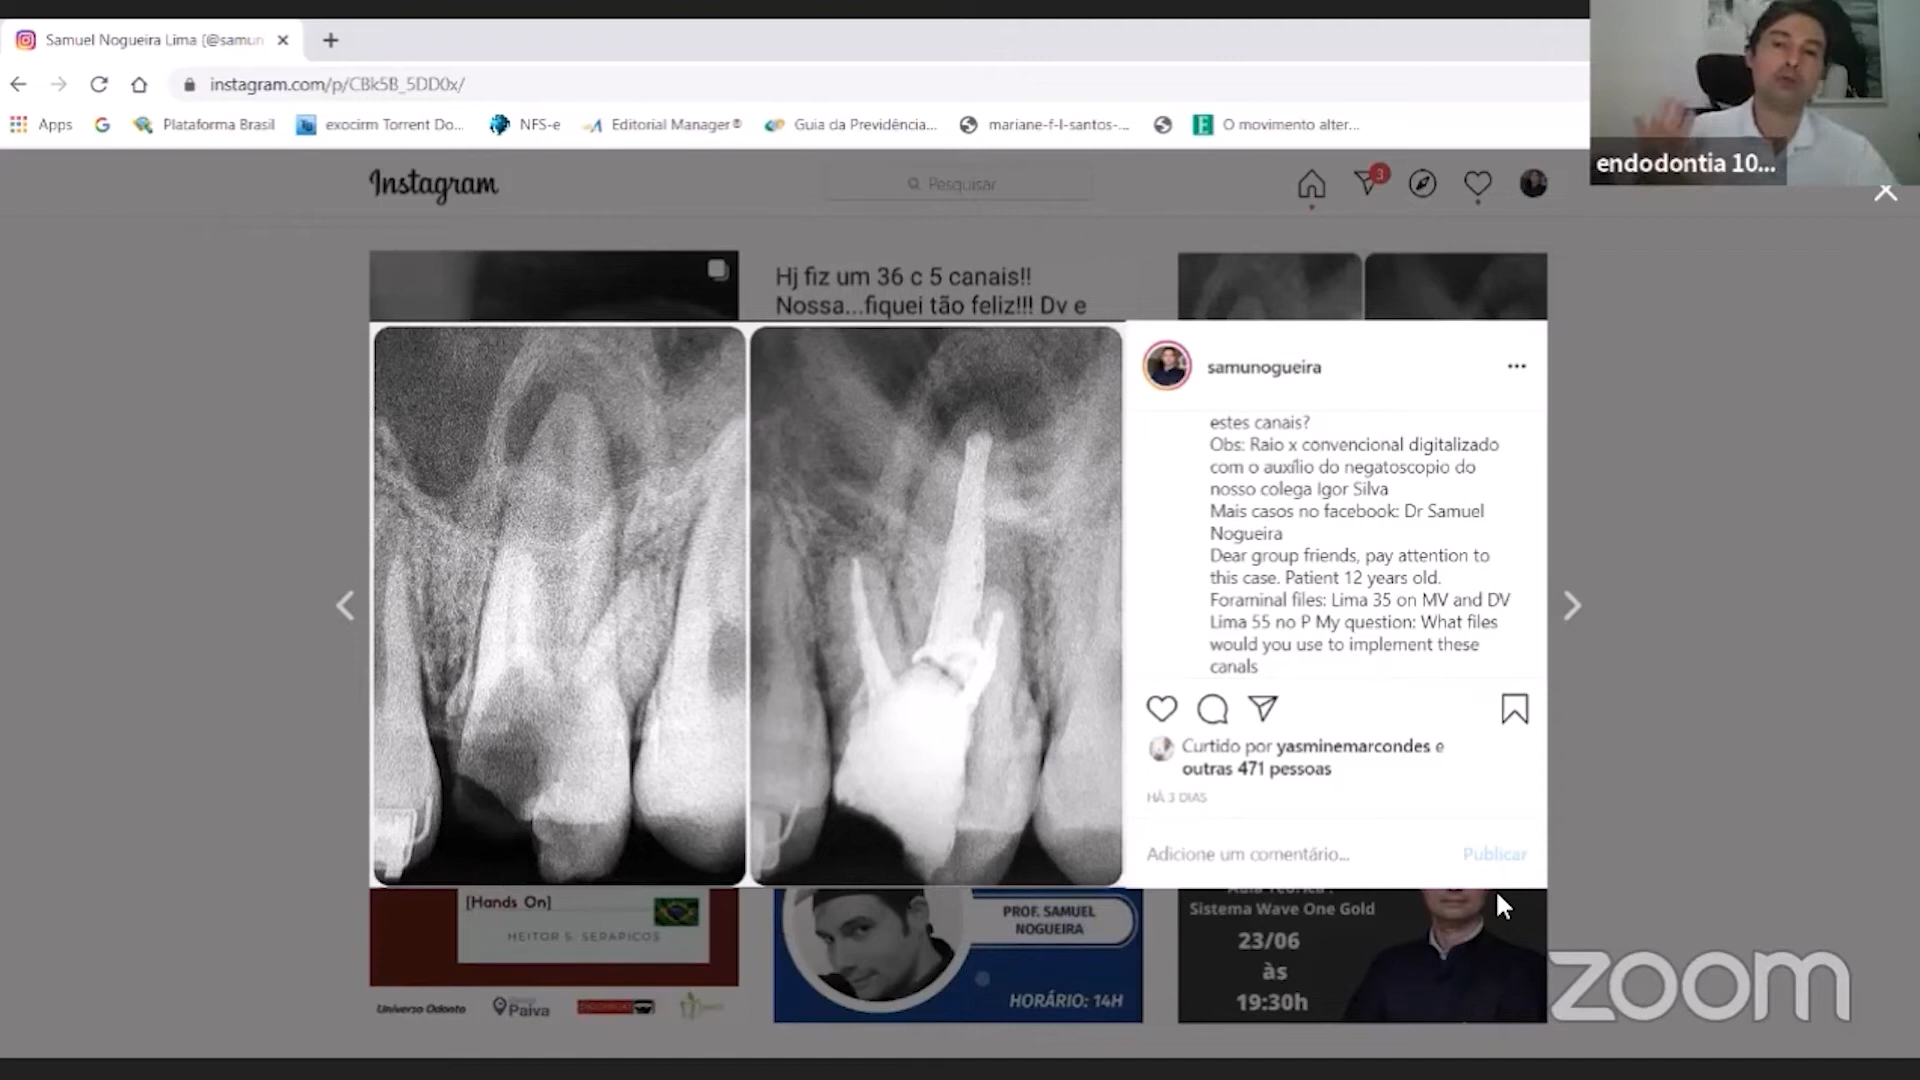 Samuel Nogueira Lima (@samun
instagram.com/p/CBk5B_5DD0x/
Apps
Plataforma Brasil
exocirm Torrent Do...
NFS-e
Editorial Manager®
Guia da Previdência...
mariane-f-l-santos-...
O movimento alter...
endodontia 10...
Instagram
Pesquisar
3
Hj fiz um 36 c 5 canais!!
Nossa...fiquei tão feliz!!! Dv e
samunogueira
estes canais?
Obs: Raio x convencional digitalizado
com o auxílio do negatoscopio do
nosso colega Igor Silva
Mais casos no facebook: Dr Samuel
Nogueira
Dear group friends, pay attention to
this case. Patient 12 years old.
Foraminal files: Lima 35 on MV and DV
Lima 55 no P My question: What files
would you use to implement these
canals
Curtido por yasminemarcondes e
outras 471 pessoas
HÁ 3 DIAS
Adicione um comentário...
Publicar
[Hands On]
HEITOR S. SERAPICOS
Universo Odonto
Paiva
PROF. SAMUEL
NOGUEIRA
HORÁRIO: 14H
Aula Teórica :
Sistema Wave One Gold
23/06
às
19:30h
zoom